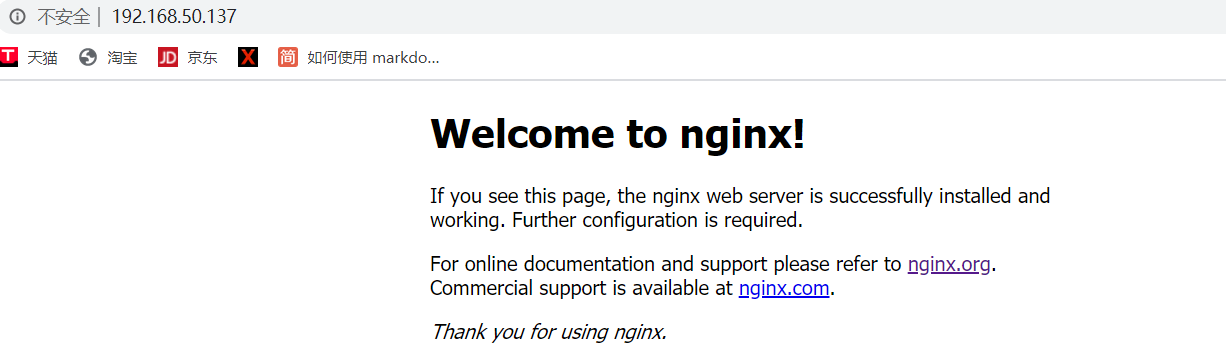 不安全 | 192.168.50.137
T 天猫 淘宝 JD 京东 X 简 如何使用 markdo...
Welcome to nginx!
If you see this page, the nginx web server is successfully installed and
working. Further configuration is required.
For online documentation and support please refer to nginx.org.
Commercial support is available at nginx.com.
Thank you for using nginx.